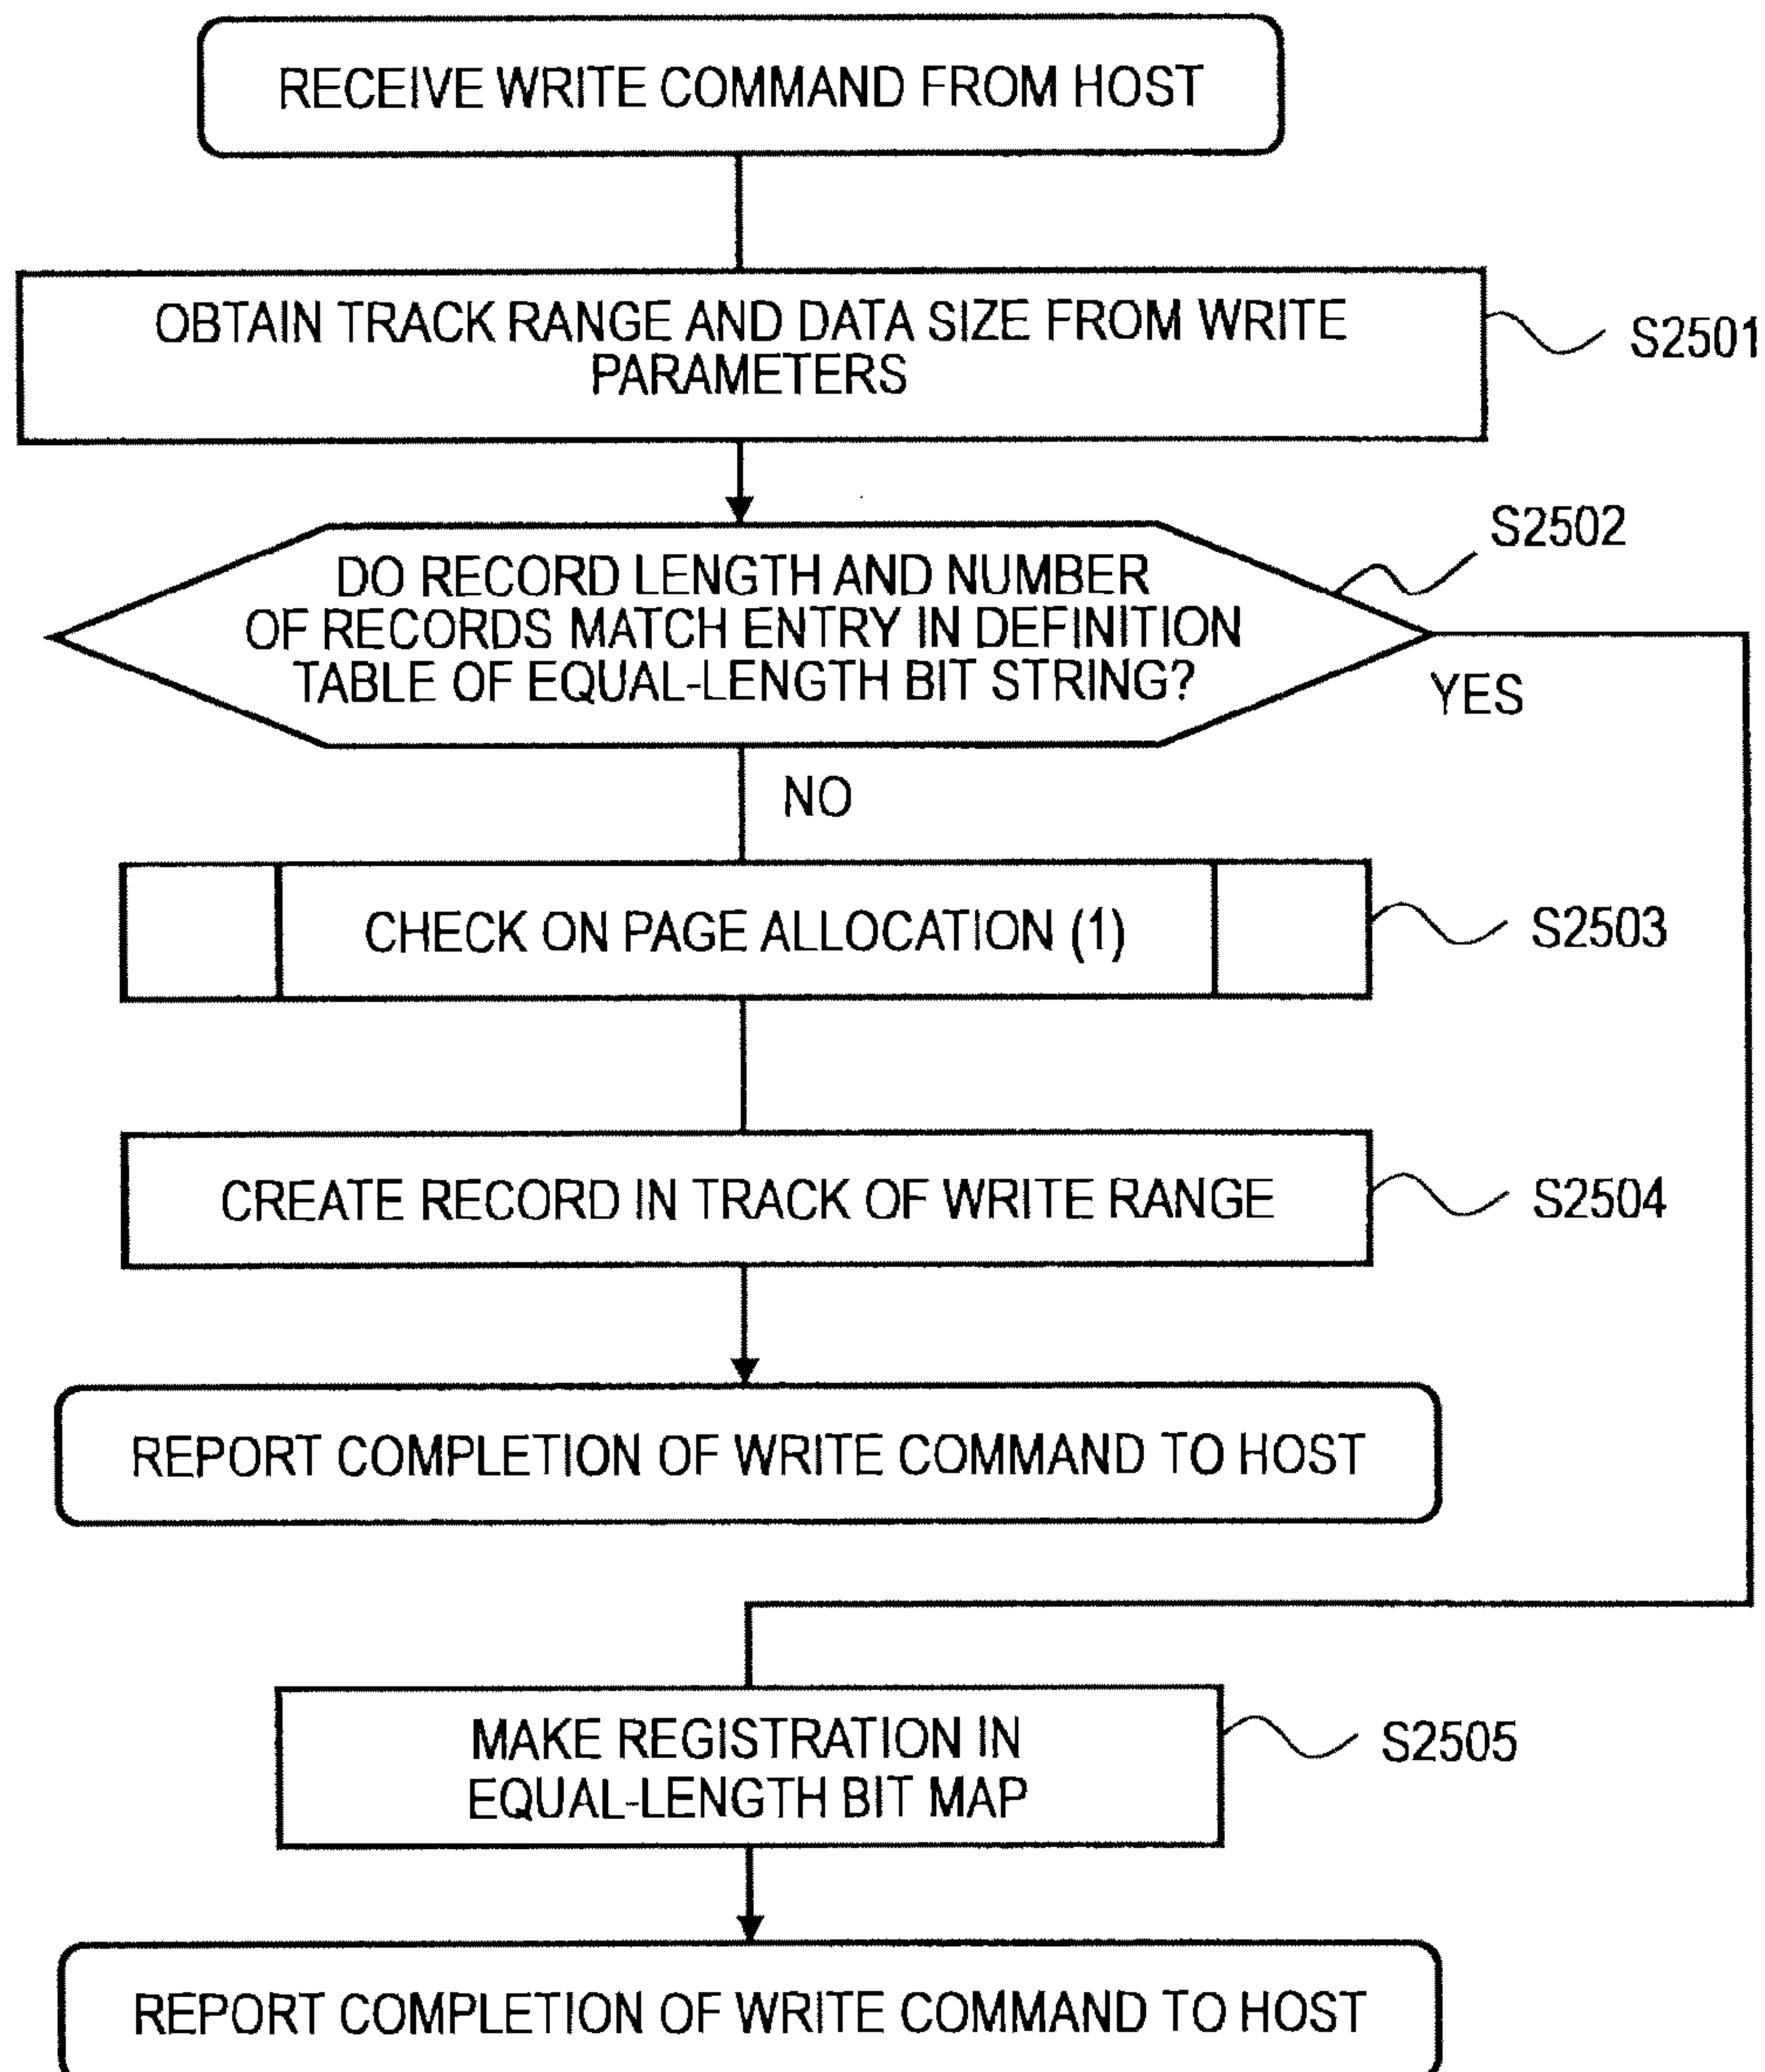 RECEIVE WRITE COMMAND FROM HOST
OBTAIN TRACK RANGE AND DATA SIZE FROM WRITE
PARAMETERS
S2501
S2502
DO RECORD LENGTH AND NUMBER
OF RECORDS MATCH ENTRY IN DEFINITION
TABLE OF EQUAL-LENGTH BIT STRING?
YES
NO
CHECK ON PAGE ALLOCATION (1)
S2503
CREATE RECORD IN TRACK OF WRITE RANGE
S2504
REPORT COMPLETION OF WRITE COMMAND TO HOST
MAKE REGISTRATION IN
EQUAL-LENGTH BIT MAP
S2505
REPORT COMPLETION OF WRITE COMMAND TO HOST